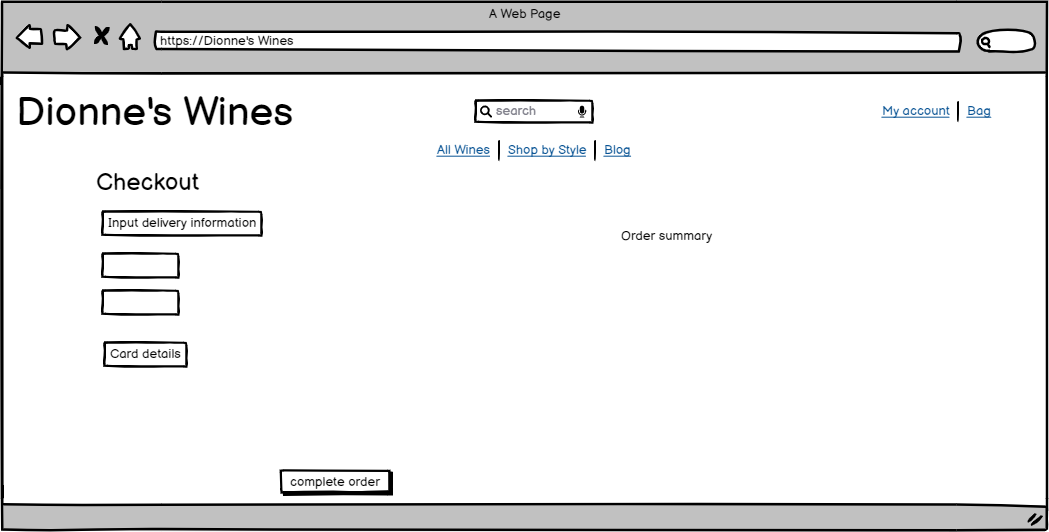 A Web Page
https://Dionne's Wines
Dionne's Wines
search
My account
Bag
All Wines
Shop by Style
Blog
Checkout
Input delivery information
Order summary
Card details
complete order